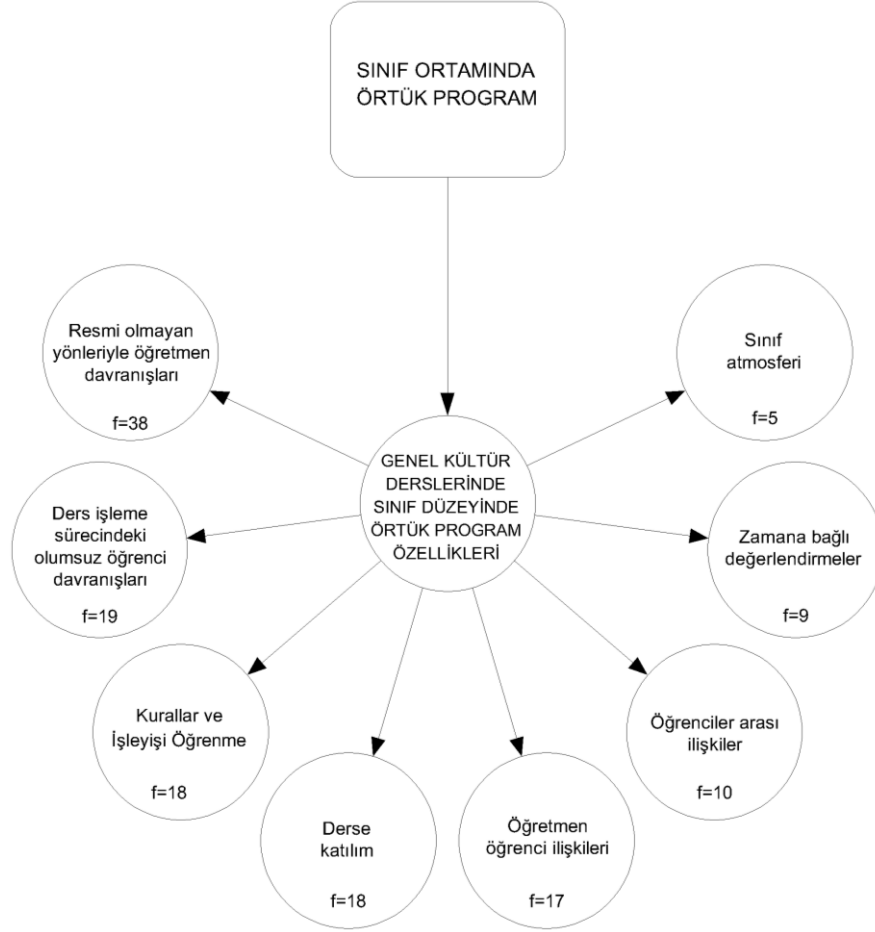 SINIF ORTAMINDA
ÖRTÜK PROGRAM
Resmi olmayan
yönleriyle öğretmen
davranışları
f=38
Sınıf
atmosferi
f=5
GENEL KÜLTÜR
DERSLERİNDE
SINIF DÜZEYİNDE
ÖRTÜK PROGRAM
ÖZELLİKLERİ
Ders işleme
sürecindeki
olumsuz öğrenci
davranışları
f=19
Zamana bağlı
değerlendirmeler
f=9
Kurallar ve
İşleyişi Öğrenme
f=18
Öğrenciler arası
ilişkiler
f=10
Derse
katılım
f=18
Öğretmen
öğrenci ilişkileri
f=17